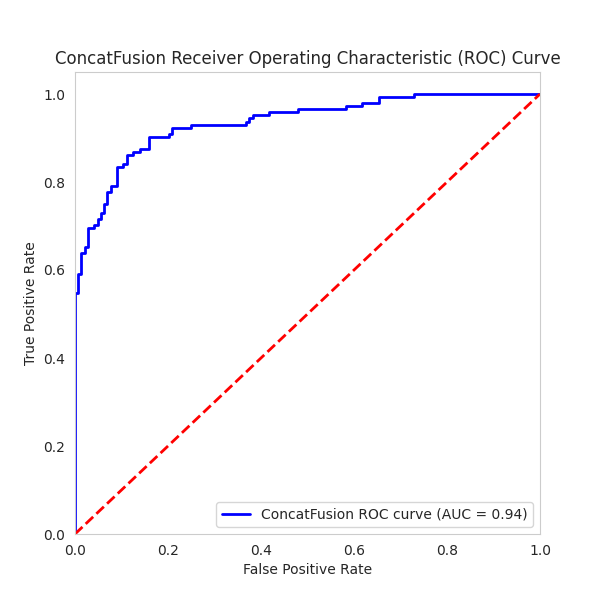 ConcatFusion Receiver Operating Characteristic (ROC) Curve
1.0
0.8
0.6
0.4
0.2
0.0
True Positive Rate
ConcatFusion ROC curve (AUC = 0.94)
0.0 0.2 0.4 0.6 0.8 1.0
False Positive Rate